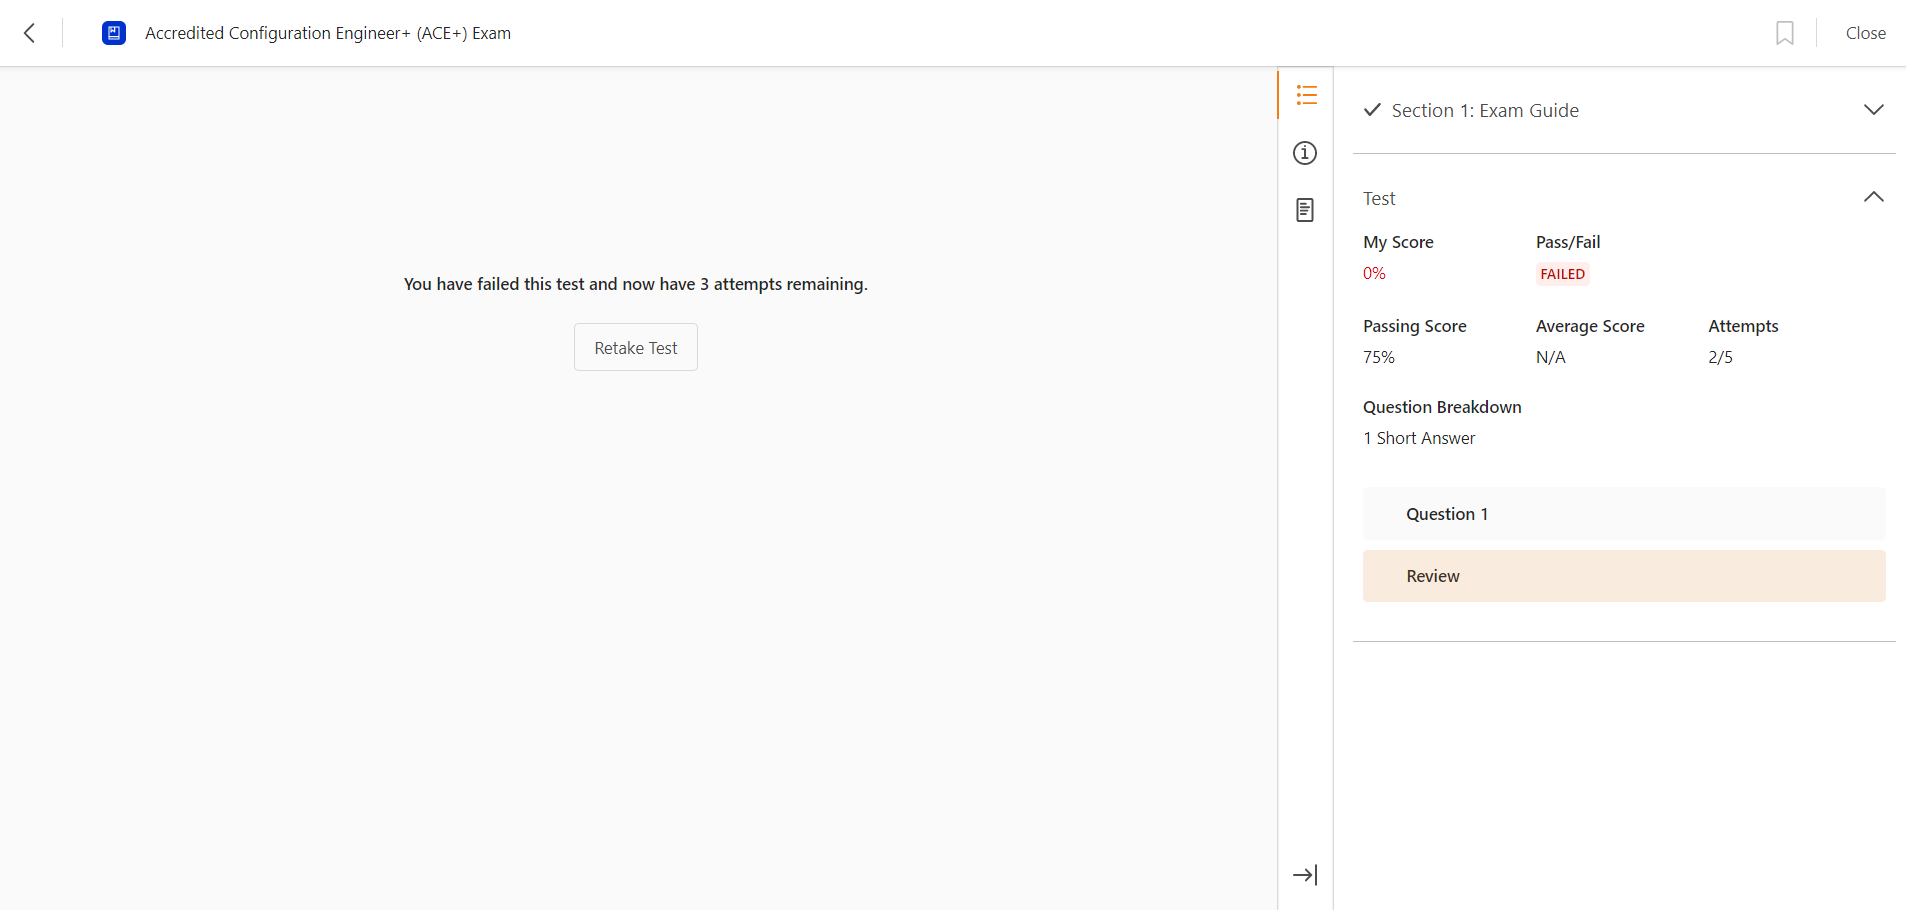 Accredited Configuration Engineer+ (ACE+) Exam
Close
You have failed this test and now have 3 attempts remaining.
Retake Test
Section 1: Exam Guide
Test
My Score
Pass/Fail
0%
FAILED
Passing Score
Average Score
Attempts
75%
N/A
2/5
Question Breakdown
1 Short Answer
Question 1
Review